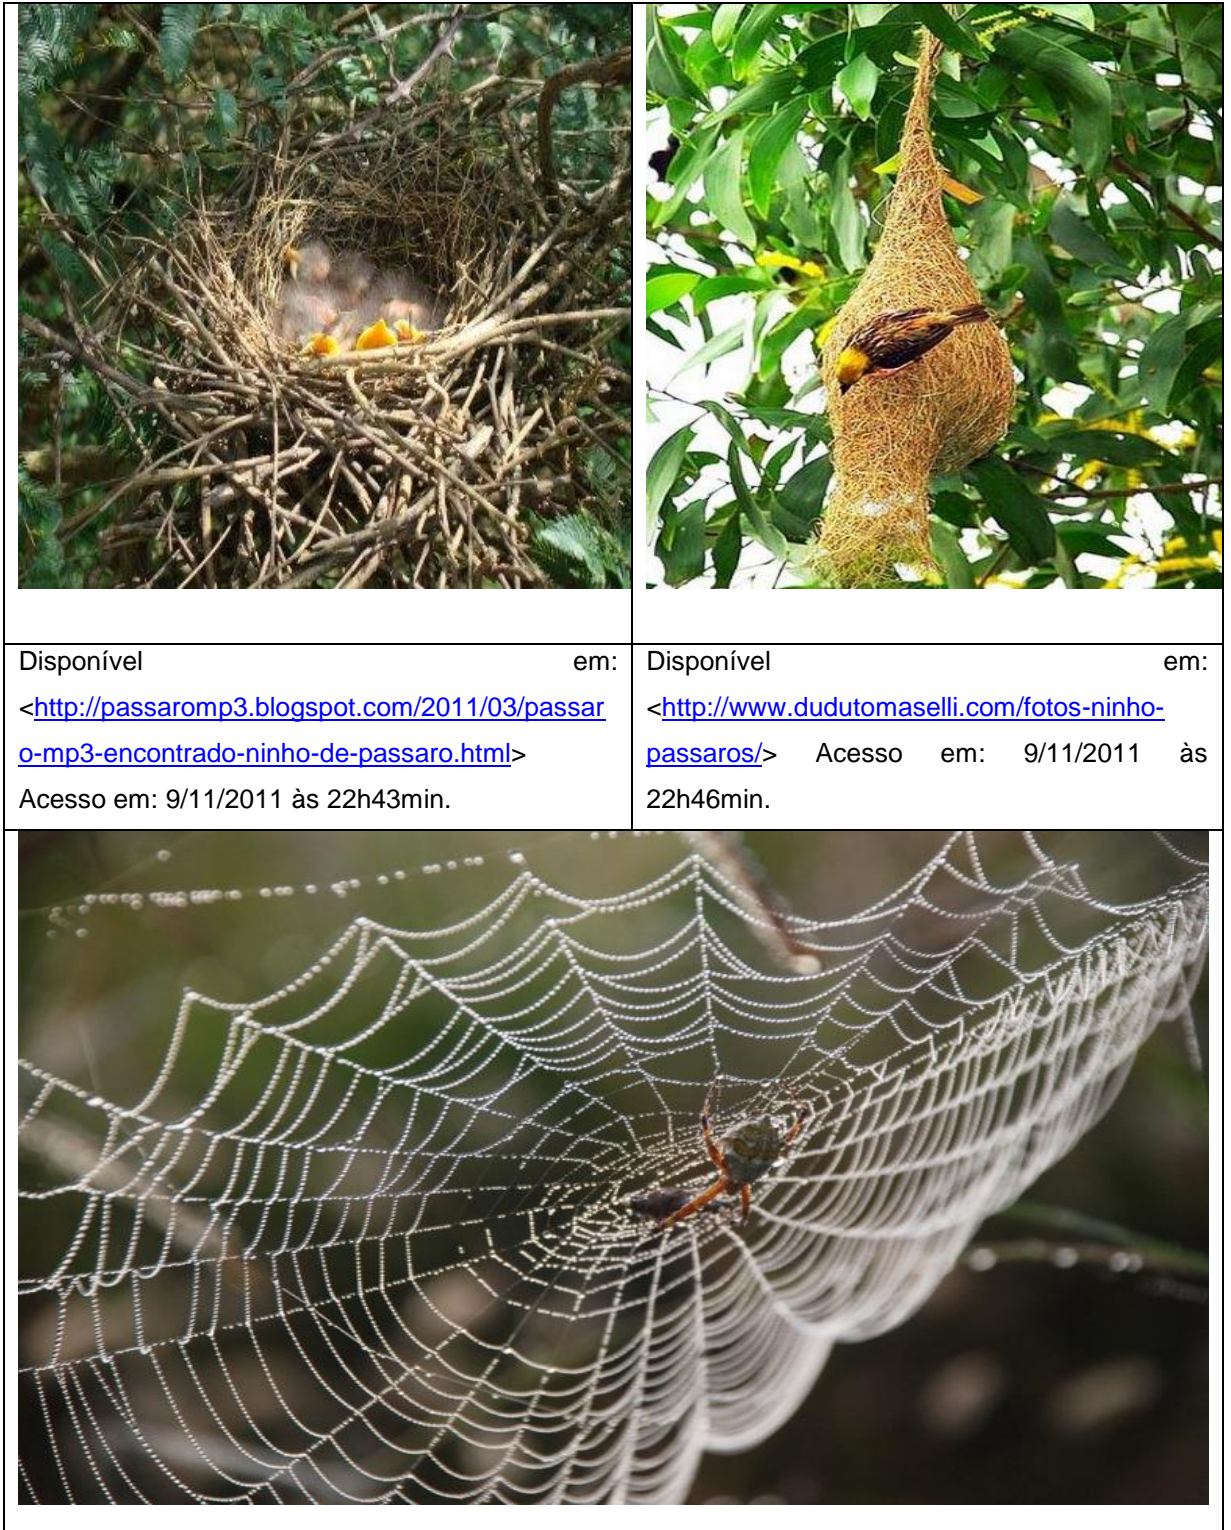 Disponível em:
<http://passaromp3.blogspot.com/2011/03/passar
o-mp3-encontrado-ninho-de-passaro.html>
Acesso em: 9/11/2011 às 22h43min.
Disponível em:
<http://www.dudutomaselli.com/fotos-ninho-
passaros/> Acesso em: 9/11/2011 às
22h46min.